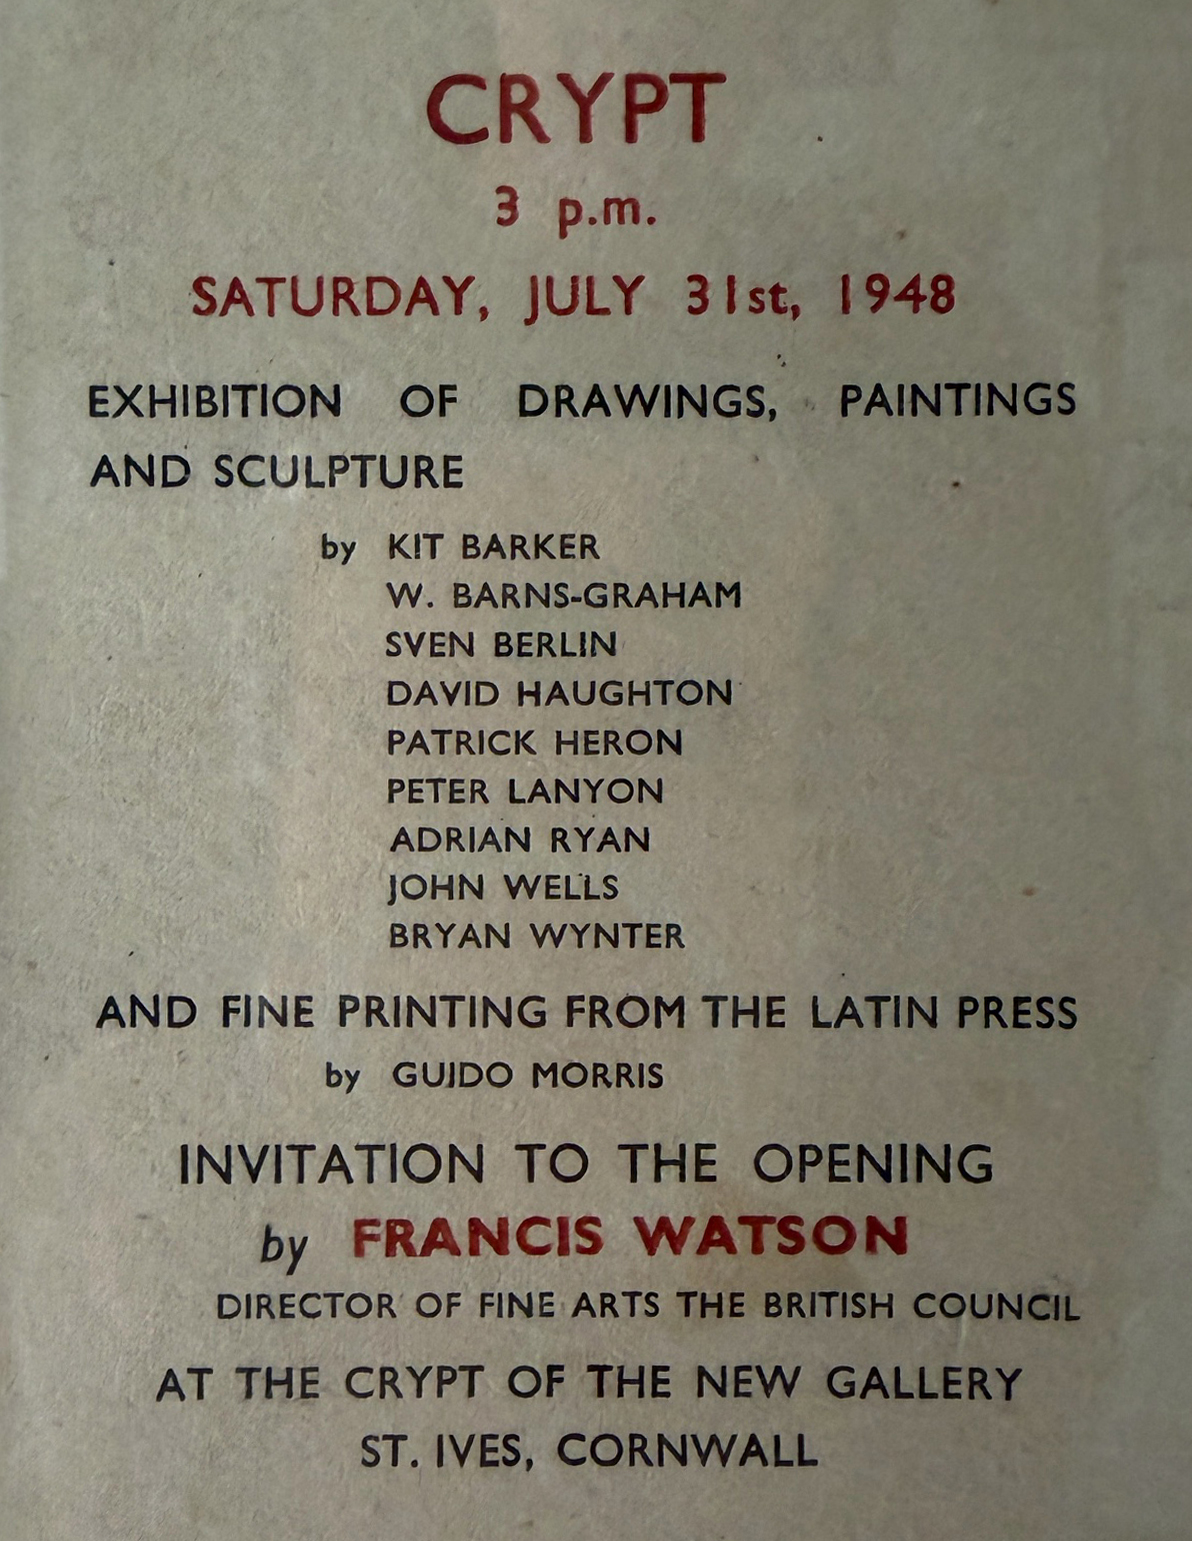 CRYPT
3 p.m.
SATURDAY, JULY 31st, 1948
EXHIBITION OF DRAWINGS, PAINTINGS
AND SCULPTURE
by KIT BARKER
W. BARNS-GRAHAM
SVEN BERLIN
DAVID HAUGHTON
PATRICK HERON
PETER LANYON
ADRIAN RYAN
JOHN WELLS
BRYAN WYNTER
AND FINE PRINTING FROM THE LATIN PRESS
by GUIDO MORRIS
INVITATION TO THE OPENING
by FRANCIS WATSON
DIRECTOR OF FINE ARTS THE BRITISH COUNCIL
AT THE CRYPT OF THE NEW GALLERY
ST. IVES, CORNWALL